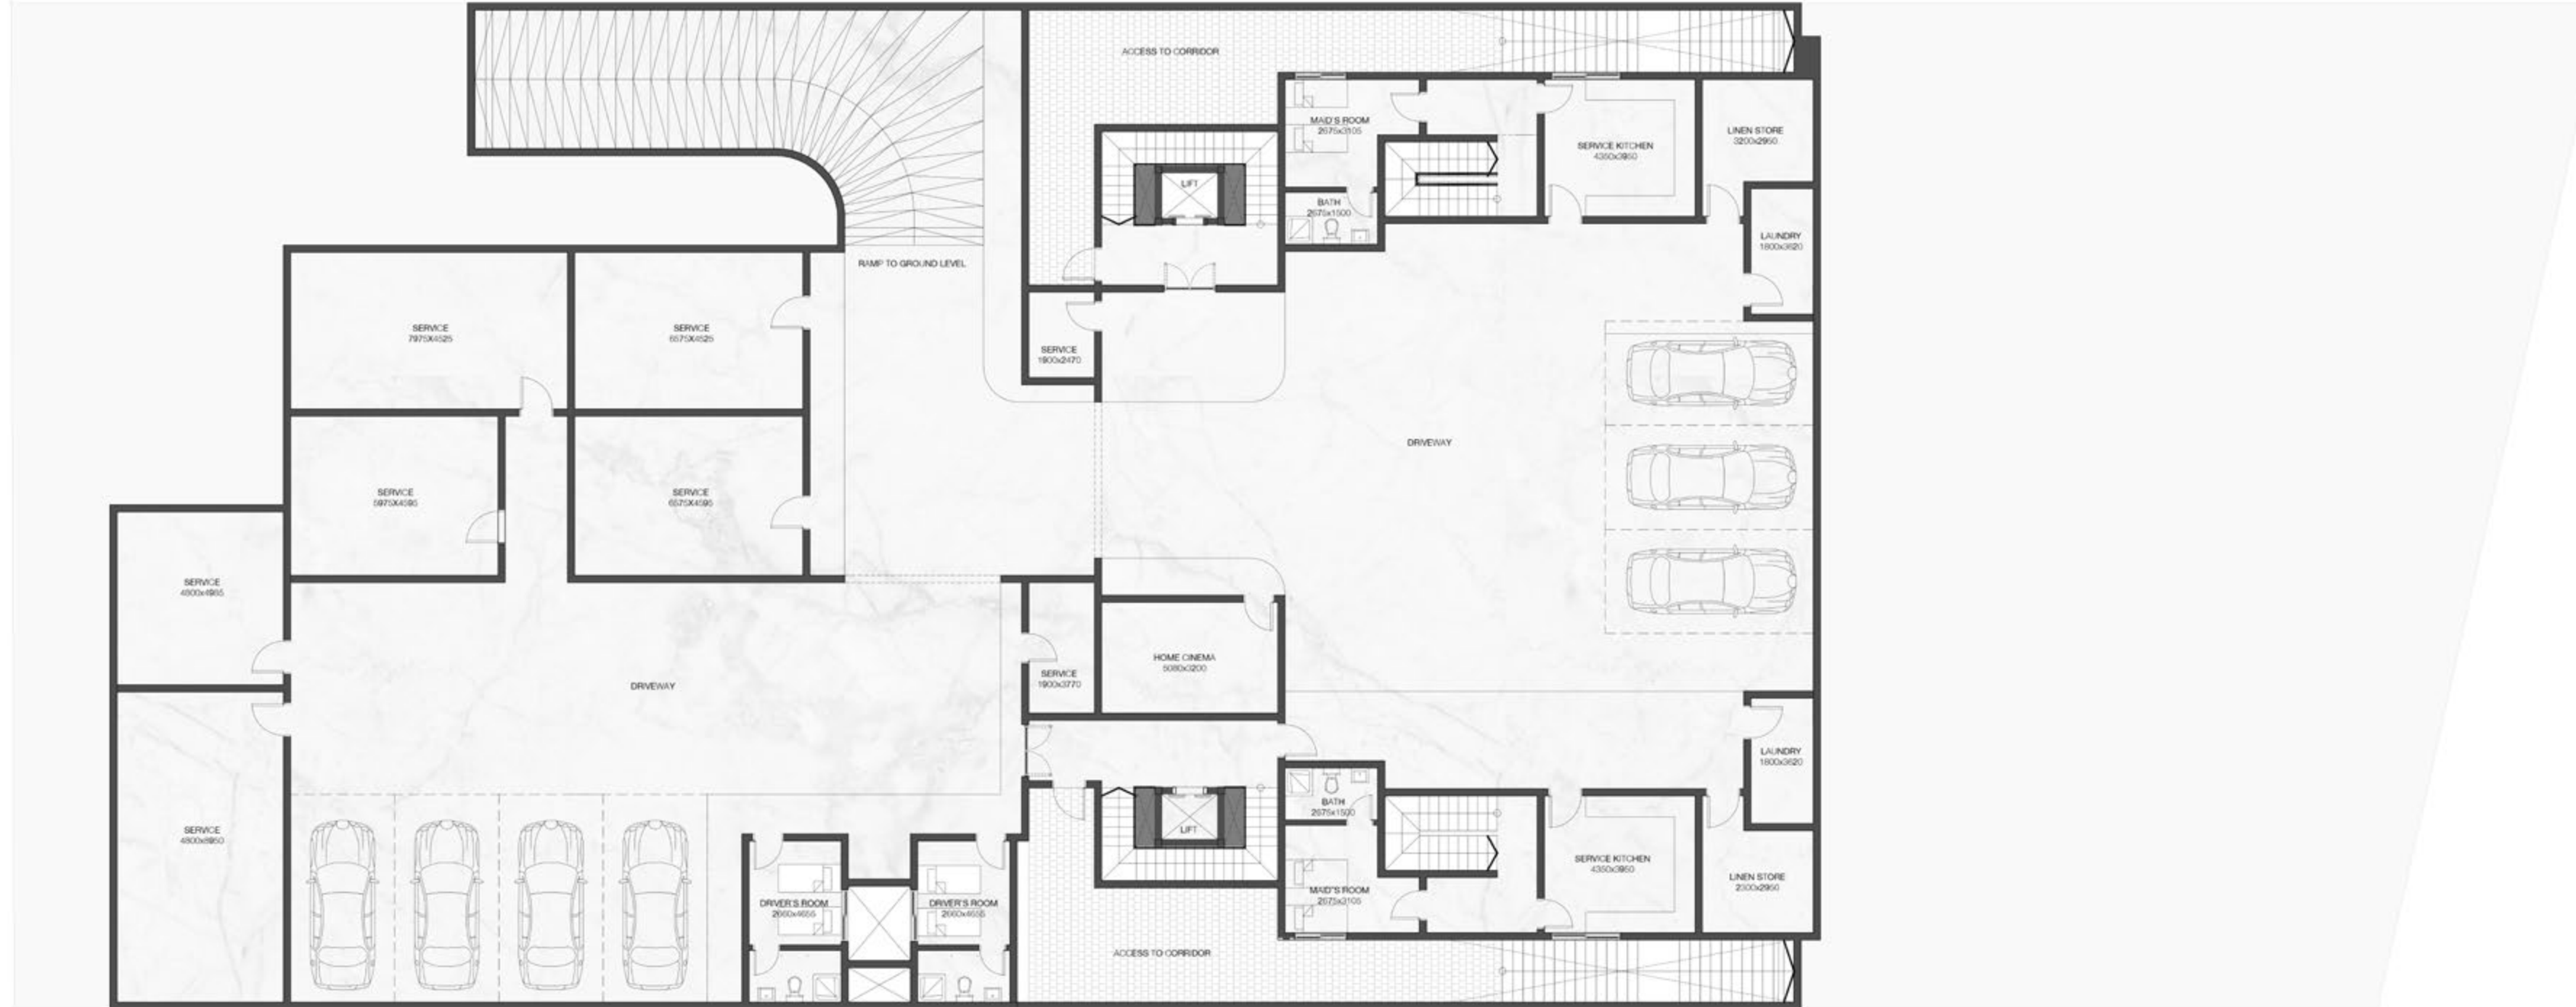 ACCESS TO CORRIDOR
MAID'S ROOM
2675x3105
SERVICE KITCHEN
4350x3950
LINEN STORE
3200x2950
LIFT
BATH
2675x1500
LAUNDRY
1800x3620
RAMP TO GROUND LEVEL
SERVICE
7975X4525
SERVICE
6575X4525
SERVICE
1900x2470
DRIVEWAY
SERVICE
5975X4595
SERVICE
6575X4595
SERVICE
4800x4985
HOME CINEMA
5080x3200
SERVICE
1900x3770
DRIVEWAY
LAUNDRY
1800x3620
BATH
2675x1500
LIFT
SERVICE
4800x8950
SERVICE KITCHEN
4350x3950
LINEN STORE
2300x2950
MAID'S ROOM
2675x3105
DRIVER'S ROOM
2660x4655
DRIVER'S ROOM
2660x4655
ACCESS TO CORRIDOR